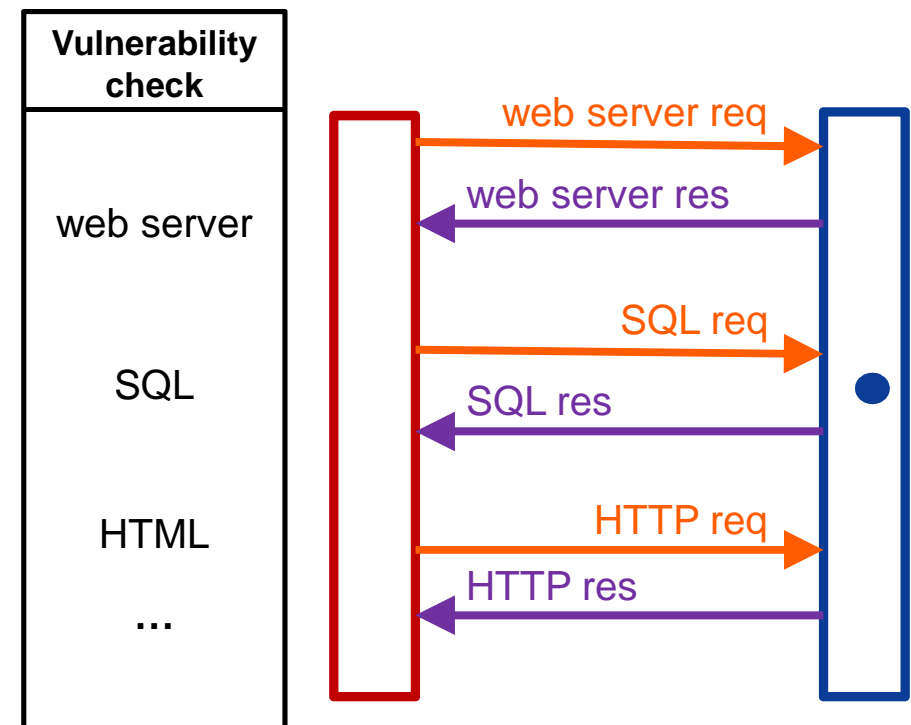 Vulnerability
check
web server req
web server res
web server
SQL req
SQL
SQL res
HTTP req
HTML
HTTP res
...